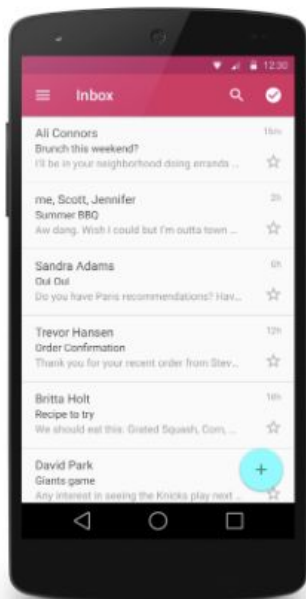 12:30
Inbox
Ali Connors
15m
Brunch this weekend?
I'll be in your neighborhood doing errands ...
me, Scott, Jennifer
2h
Summer BBQ
Aw dang. Wish I could but I'm outta town ...
Sandra Adams
6h
Oui Oui
Do you have Paris recommendations? Hav...
Trevor Hansen
12h
Order Confirmation
Thank you for your recent order from Stev...
Britta Holt
18h
Recipe to try
We should eat this: Grated Squash, Corn, ...
David Park
Giants game
Any interest in seeing the Knicks play next ...
+